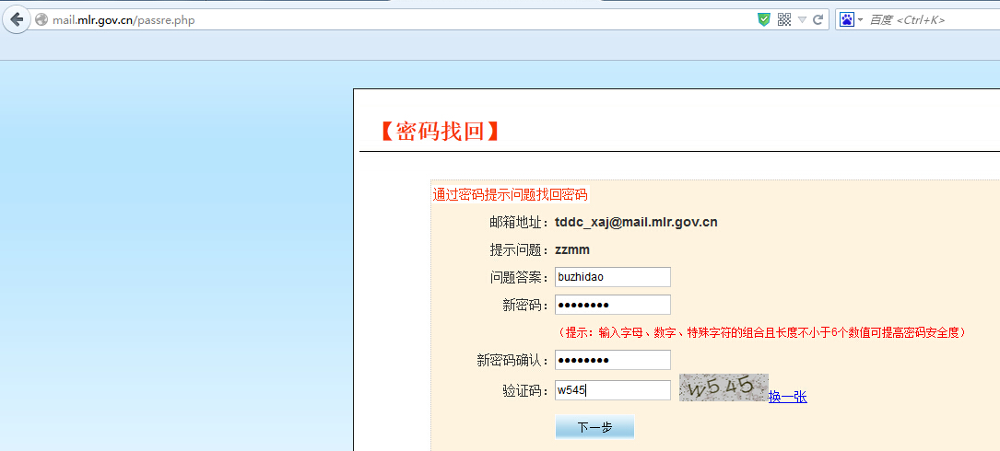 mail.mlr.gov.cn/passre.php
百度 <Ctrl+K>
【密码找回】
通过密码提示问题找回密码
邮箱地址：tddc_xaj@mail.mlr.gov.cn
提示问题：zzmm
问题答案：buzhidao
新密码：●●●●●●●●
（提示：输入字母、数字、特殊字符的组合且长度不小于6个数值可提高密码安全度）
新密码确认：●●●●●●●●
验证码：w545 w545 换一张
下一步